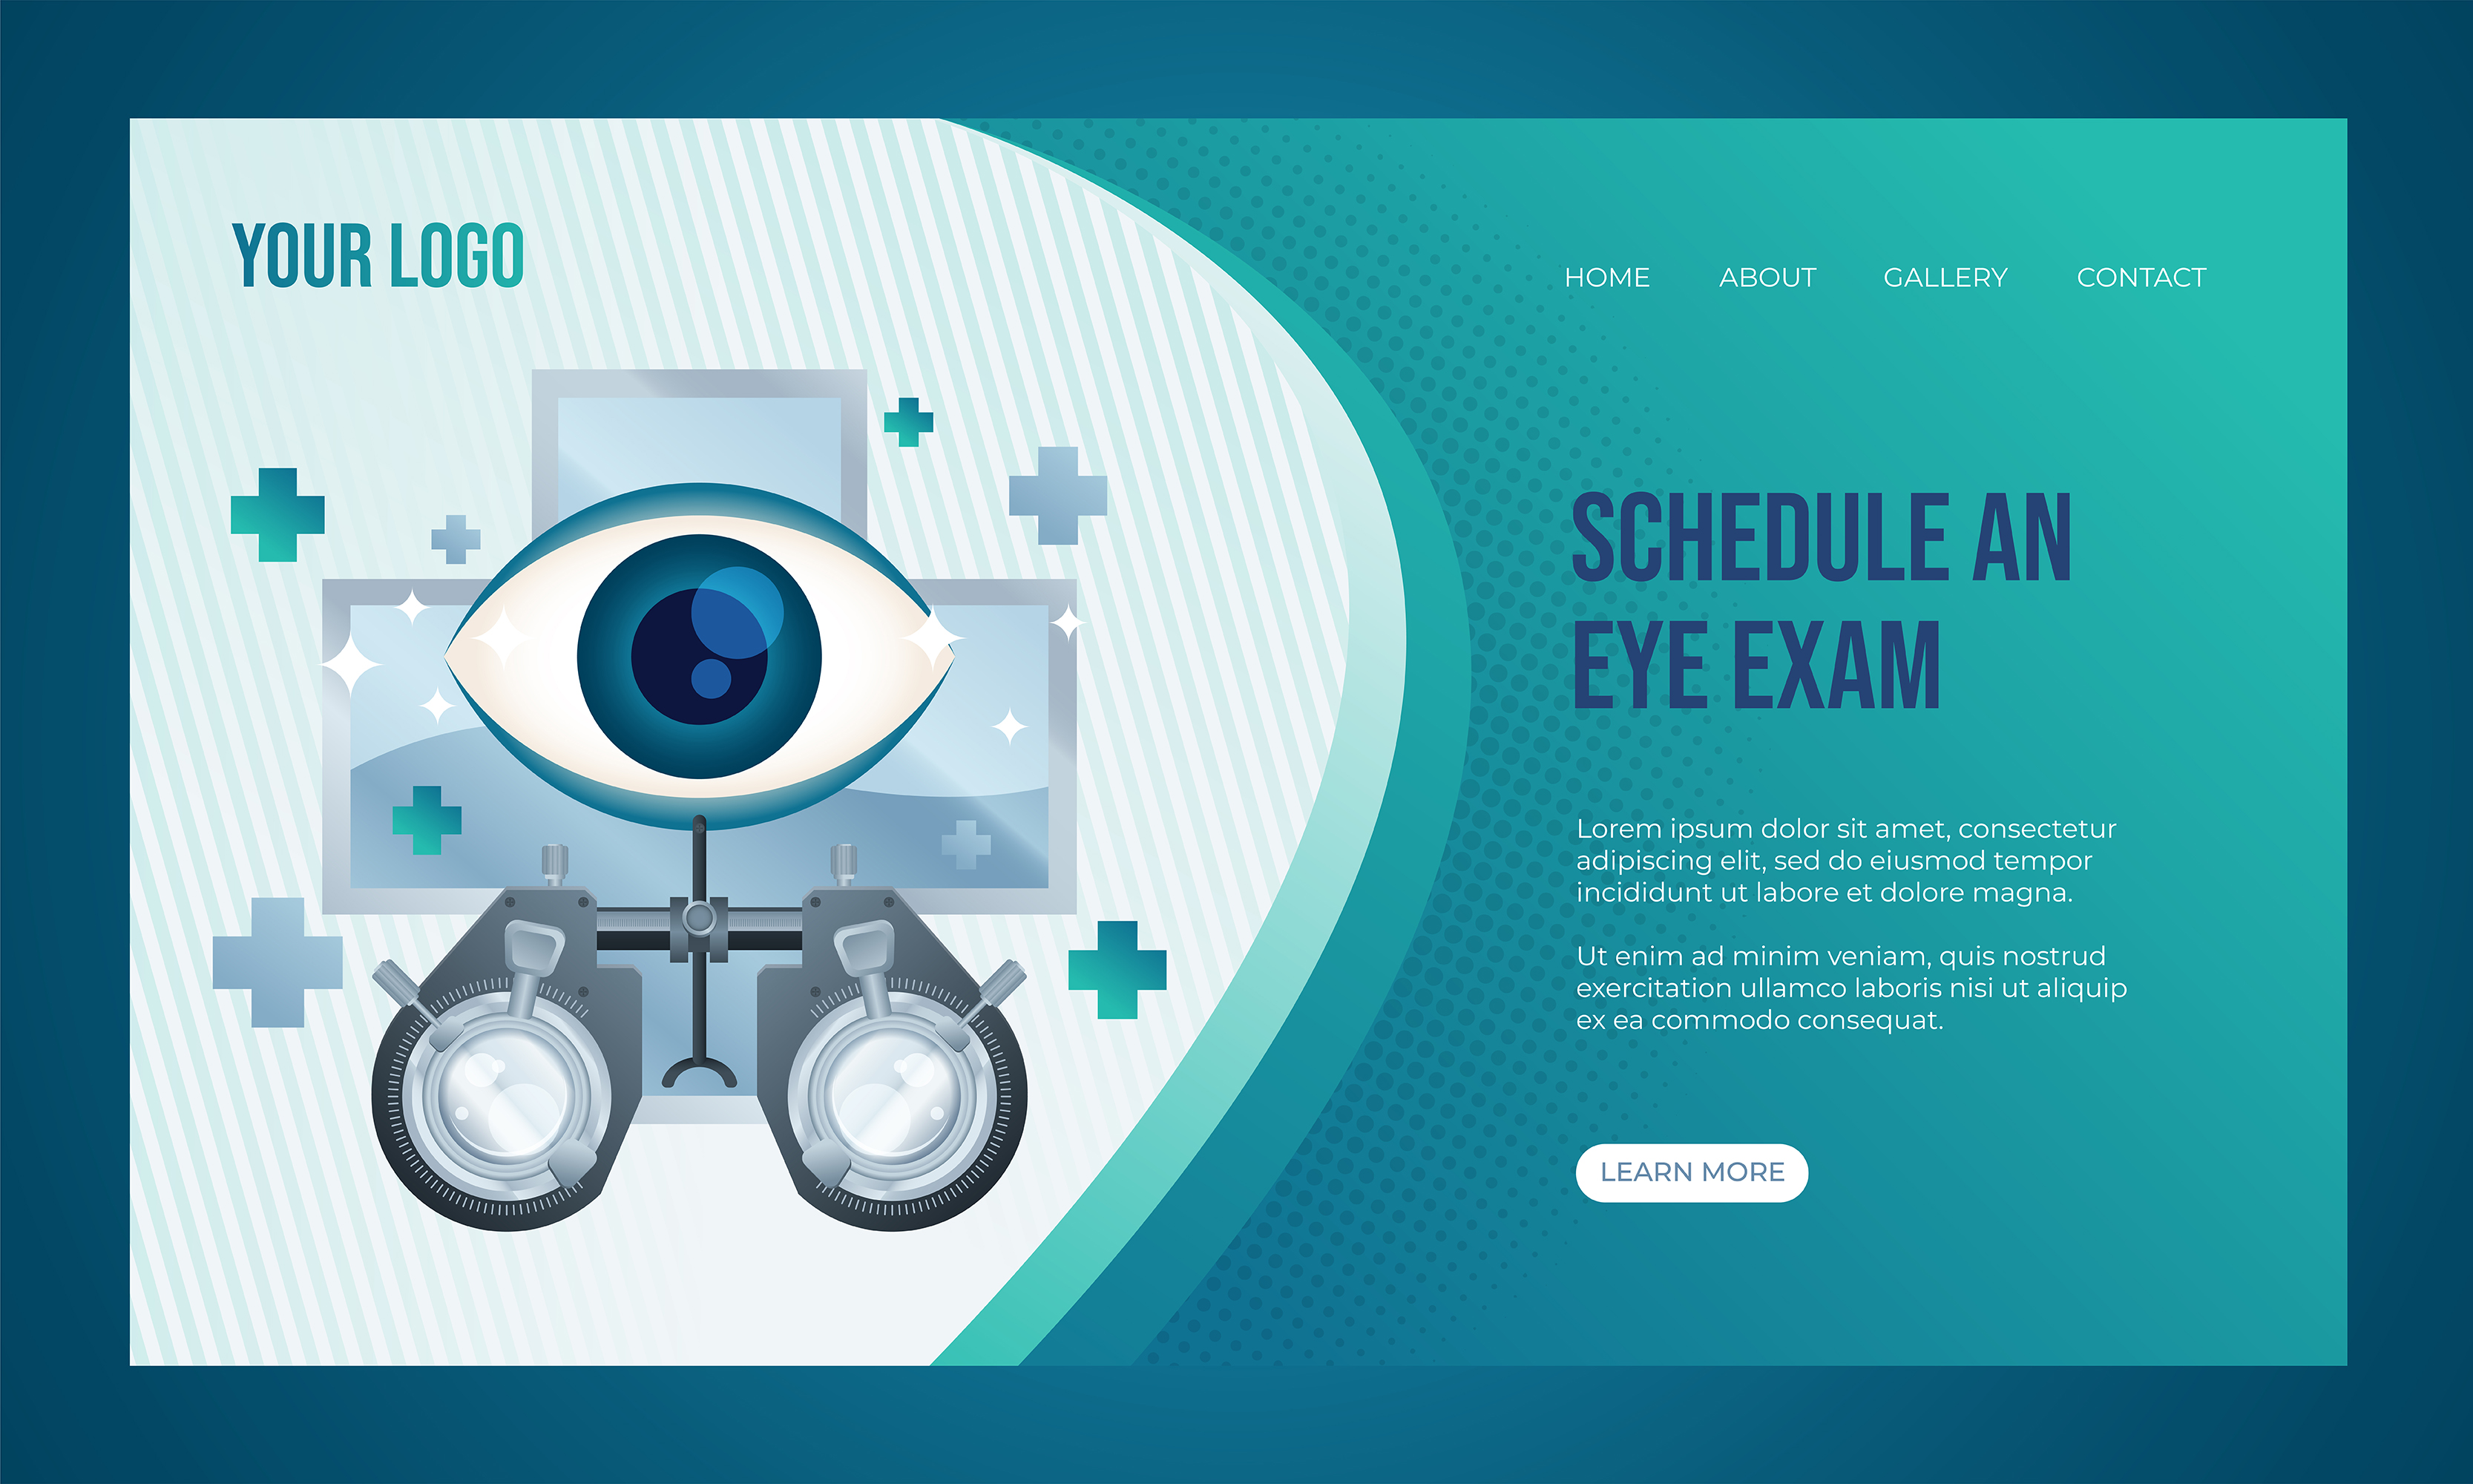 YOUR LOGO
HOME ABOUT GALLERY CONTACT
SCHEDULE AN
EYE EXAM
Lorem ipsum dolor sit amet, consectetur
adipiscing elit, sed do eiusmod tempor
incididunt ut labore et dolore magna.
Ut enim ad minim veniam, quis nostrud
exercitation ullamco laboris nisi ut aliquip
ex ea commodo consequat.
LEARN MORE